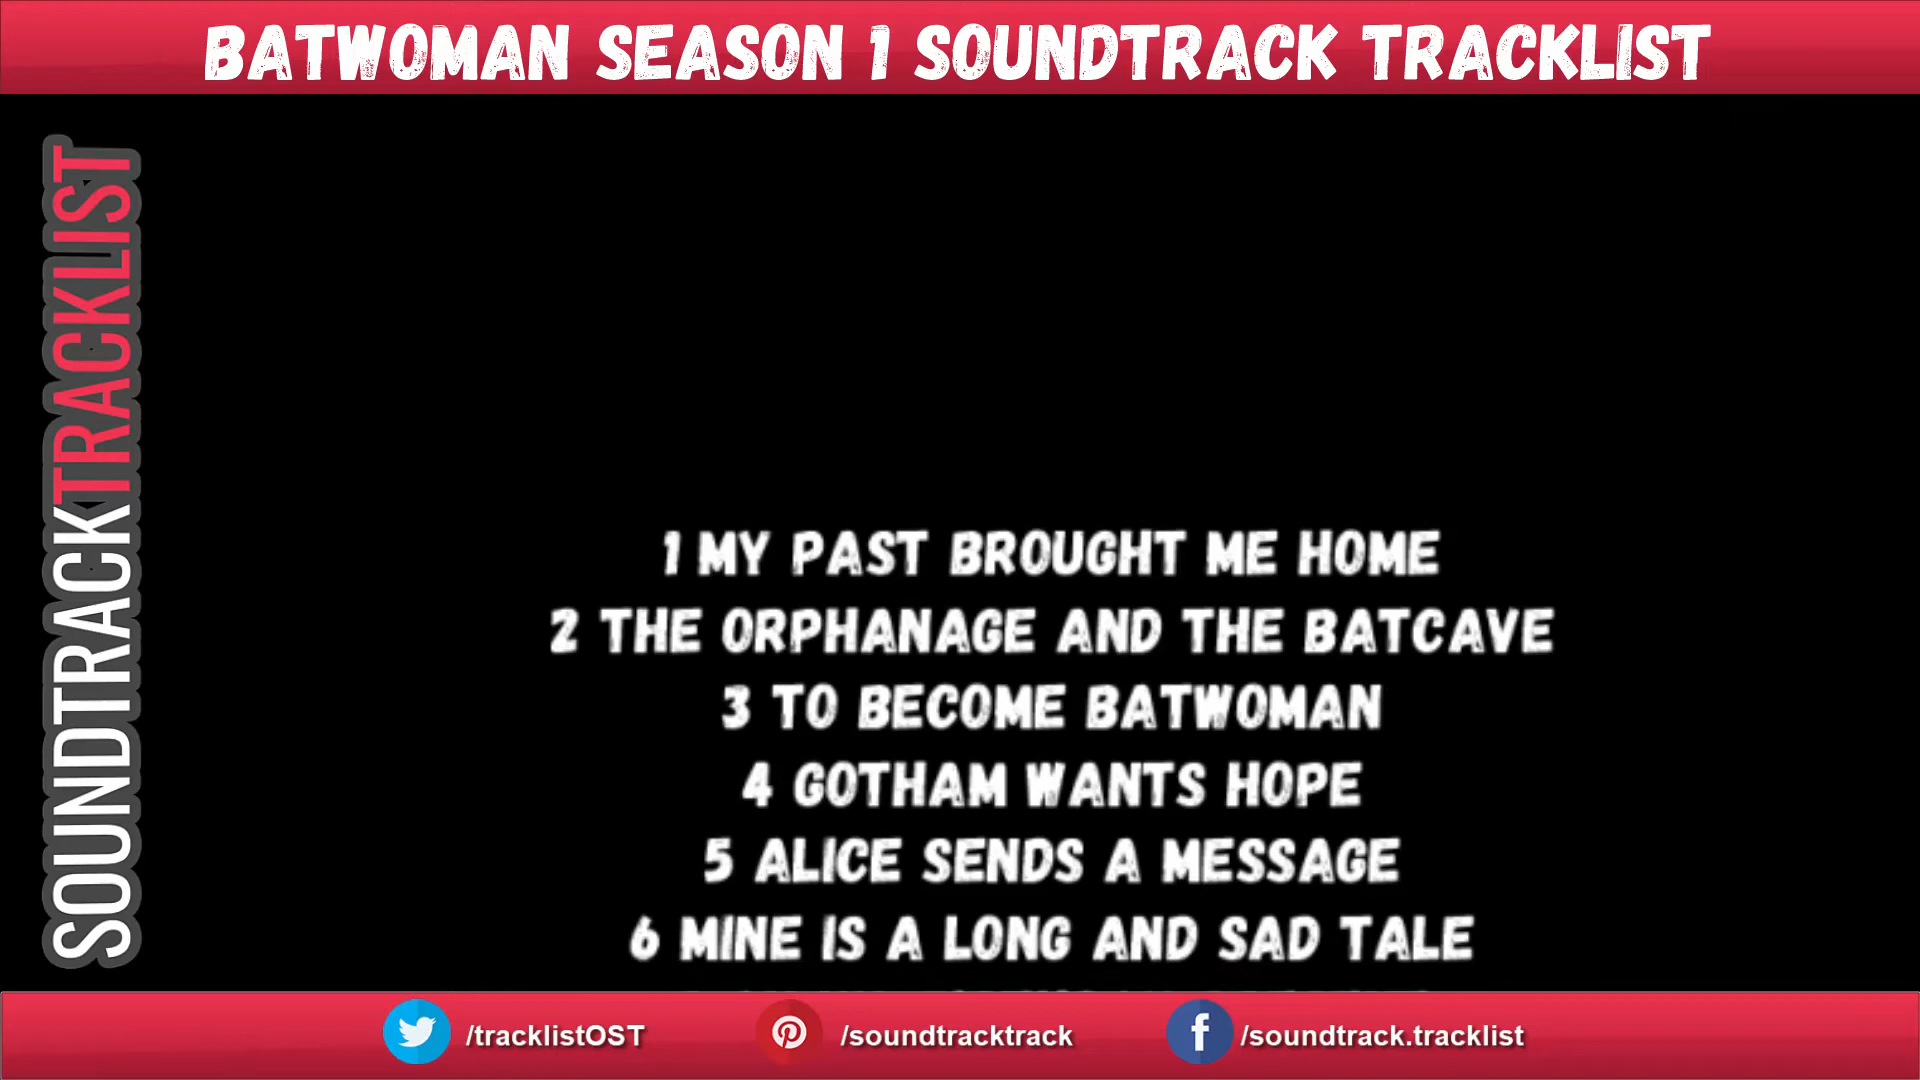 BATWOMAN SEASON 1 SOUNDTRACK TRACKLIST
SOUNDTRACKTRACKLIST
1 MY PAST BROUGHT ME HOME
2 THE ORPHANAGE AND THE BATCAVE
3 TO BECOME BATWOMAN
4 GOTHAM WANTS HOPE
5 ALICE SENDS A MESSAGE
6 MINE IS A LONG AND SAD TALE
/tracklistOST
/soundtracktrack
/soundtrack.tracklist